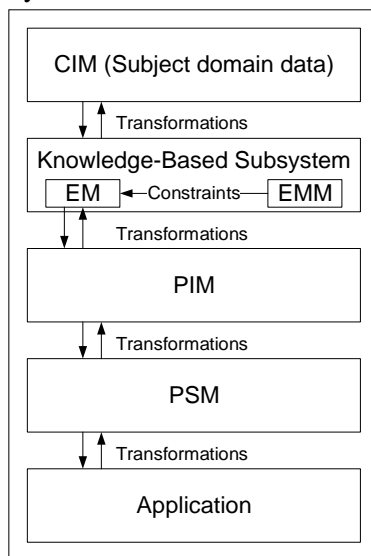 CIM (Subject domain data)
Transformations
Knowledge-Based Subsystem
EM Constraints EMM
Transformations
PIM
Transformations
PSM
Transformations
Application